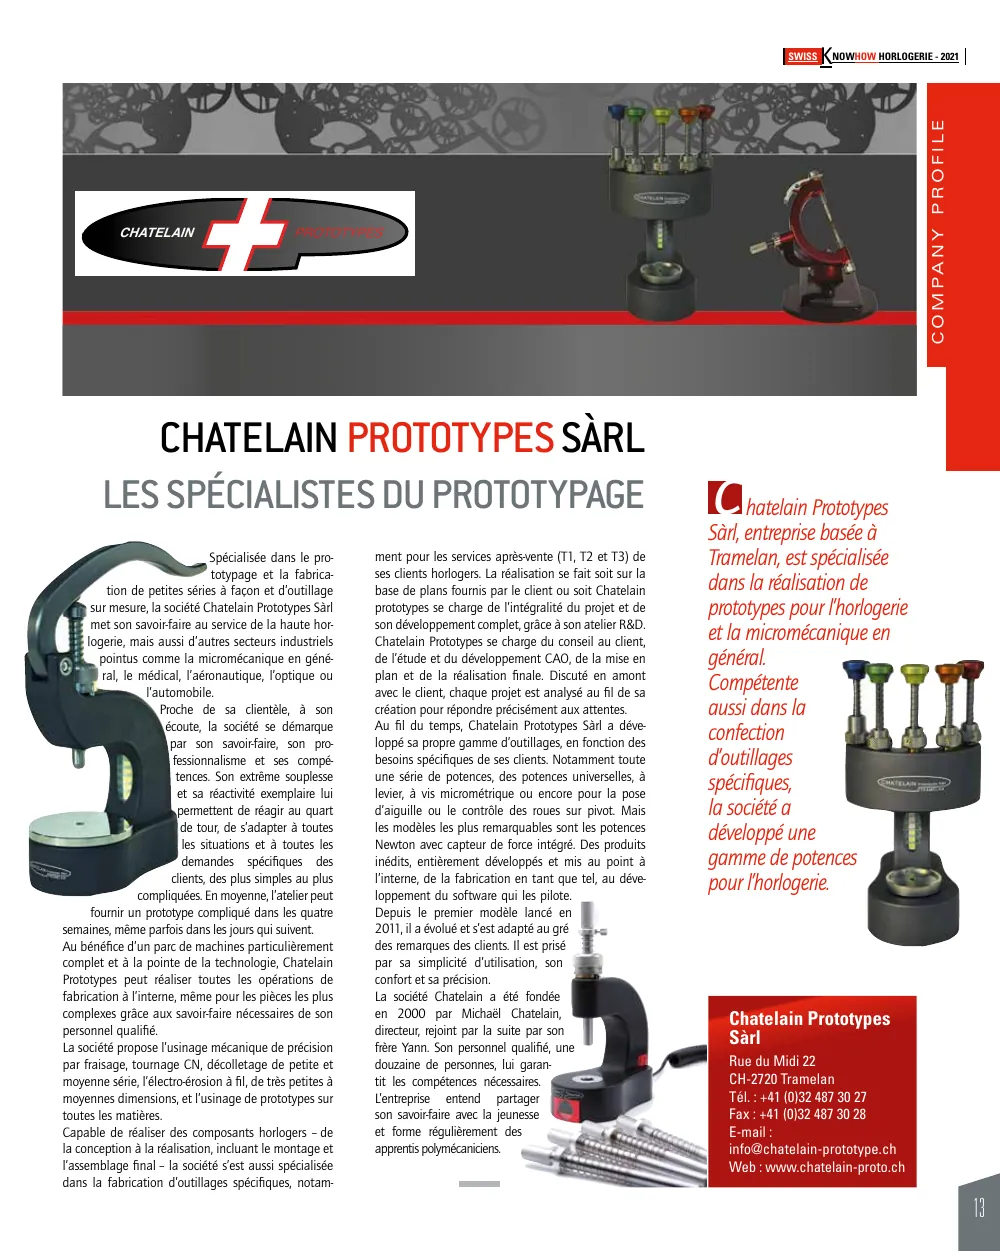 SWISS KNOWHOW HORLOGERIE - 2021
COMPANY PROFILE
CHATELAIN PROTOTYPES
CHATELAIN PROTOTYPES SÀRL
LES SPÉCIALISTES DU PROTOTYPAGE
Spécialisée dans le pro-
totypage et la fabrica-
tion de petites séries à façon et d’outillage
sur mesure, la société Chatelain Prototypes Sàrl
met son savoir-faire au service de la haute hor-
logerie, mais aussi d’autres secteurs industriels
pointus comme la micromécanique en géné-
ral, le médical, l’aéronautique, l’optique ou
l’automobile.
Proche de sa clientèle, à son
écoute, la société se démarque
par son savoir-faire, son pro-
fessionnalisme et ses compé-
tences. Son extrême souplesse
et sa réactivité exemplaire lui
permettent de réagir au quart
de tour, de s’adapter à toutes
les situations et à toutes les
demandes spécifiques des
clients, des plus simples au plus
compliquées. En moyenne, l’atelier peut
fournir un prototype compliqué dans les quatre
semaines, même parfois dans les jours qui suivent.
Au bénéfice d’un parc de machines particulièrement
complet et à la pointe de la technologie, Chatelain
Prototypes peut réaliser toutes les opérations de
fabrication à l’interne, même pour les pièces les plus
complexes grâce aux savoir-faire nécessaires de son
personnel qualifié.
La société propose l’usinage mécanique de précision
par fraisage, tournage CN, décolletage de petite et
moyenne série, l’électro-érosion à fil, de très petites à
moyennes dimensions, et l’usinage de prototypes sur
toutes les matières.
Capable de réaliser des composants horlogers – de
la conception à la réalisation, incluant le montage et
l’assemblage final – la société s’est aussi spécialisée
dans la fabrication d’outillages spécifiques, notam-
ment pour les services après-vente (T1, T2 et T3) de
ses clients horlogers. La réalisation se fait soit sur la
base de plans fournis par le client ou soit Chatelain
prototypes se charge de l’intégralité du projet et de
son développement complet, grâce à son atelier R&D.
Chatelain Prototypes se charge du conseil au client,
de l’étude et du développement CAO, de la mise en
plan et de la réalisation finale. Discuté en amont
avec le client, chaque projet est analysé au fil de sa
création pour répondre précisément aux attentes.
Au fil du temps, Chatelain Prototypes Sàrl a déve-
loppé sa propre gamme d’outillages, en fonction des
besoins spécifiques de ses clients. Notamment toute
une série de potences, des potences universelles, à
levier, à vis micrométrique ou encore pour la pose
d’aiguille ou le contrôle des roues sur pivot. Mais
les modèles les plus remarquables sont les potences
Newton avec capteur de force intégré. Des produits
inédits, entièrement développés et mis au point à
l’interne, de la fabrication en tant que tel, au déve-
loppement du software qui les pilote.
Depuis le premier modèle lancé en
2011, il a évolué et s’est adapté au gré
des remarques des clients. Il est prisé
par sa simplicité d’utilisation, son
confort et sa précision.
La société Chatelain a été fondée
en 2000 par Michaël Chatelain,
directeur, rejoint par la suite par son
frère Yann. Son personnel qualifié, une
douzaine de personnes, lui garan-
tit les compétences nécessaires.
L’entreprise entend partager
son savoir-faire avec la jeunesse
et forme régulièrement des
apprentis polymécaniciens.
Chatelain Prototypes
Sàrl, entreprise basée à
Tramelan, est spécialisée
dans la réalisation de
prototypes pour l’horlogerie
et la micromécanique en
général.
Compétente
aussi dans la
confection
d’outillages
spécifiques,
la société a
développé une
gamme de potences
pour l’horlogerie.
Chatelain Prototypes
Sàrl
Rue du Midi 22
CH-2720 Tramelan
Tél. : +41 (0)32 487 30 27
Fax : +41 (0)32 487 30 28
E-mail :
info@chatelain-prototype.ch
Web : www.chatelain-proto.ch
13